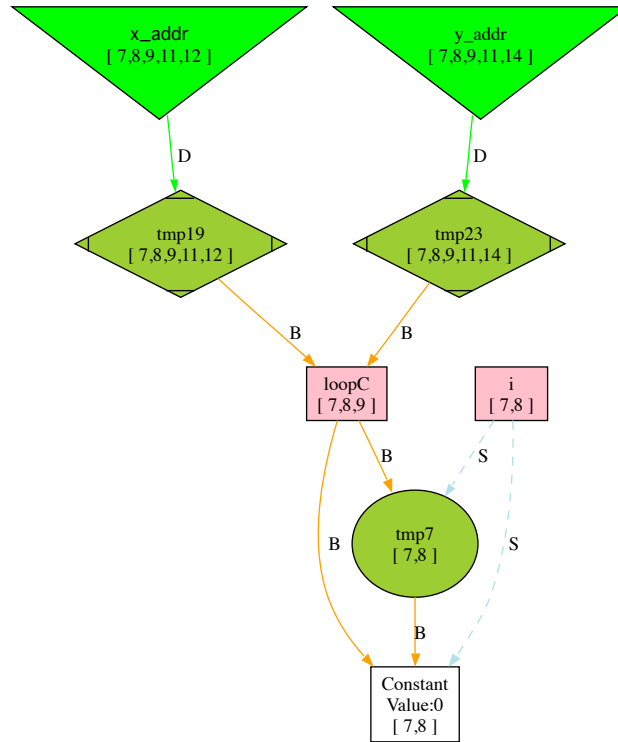 x_addr
[ 7,8,9,11,12 ]
y_addr
[ 7,8,9,11,14 ]
D
D
tmp19
[ 7,8,9,11,12 ]
tmp23
[ 7,8,9,11,14 ]
B
B
loopC
[ 7,8,9 ]
i
[ 7,8 ]
B
S
tmp7
[ 7,8 ]
B
S
B
Constant
Value:0
[ 7,8 ]